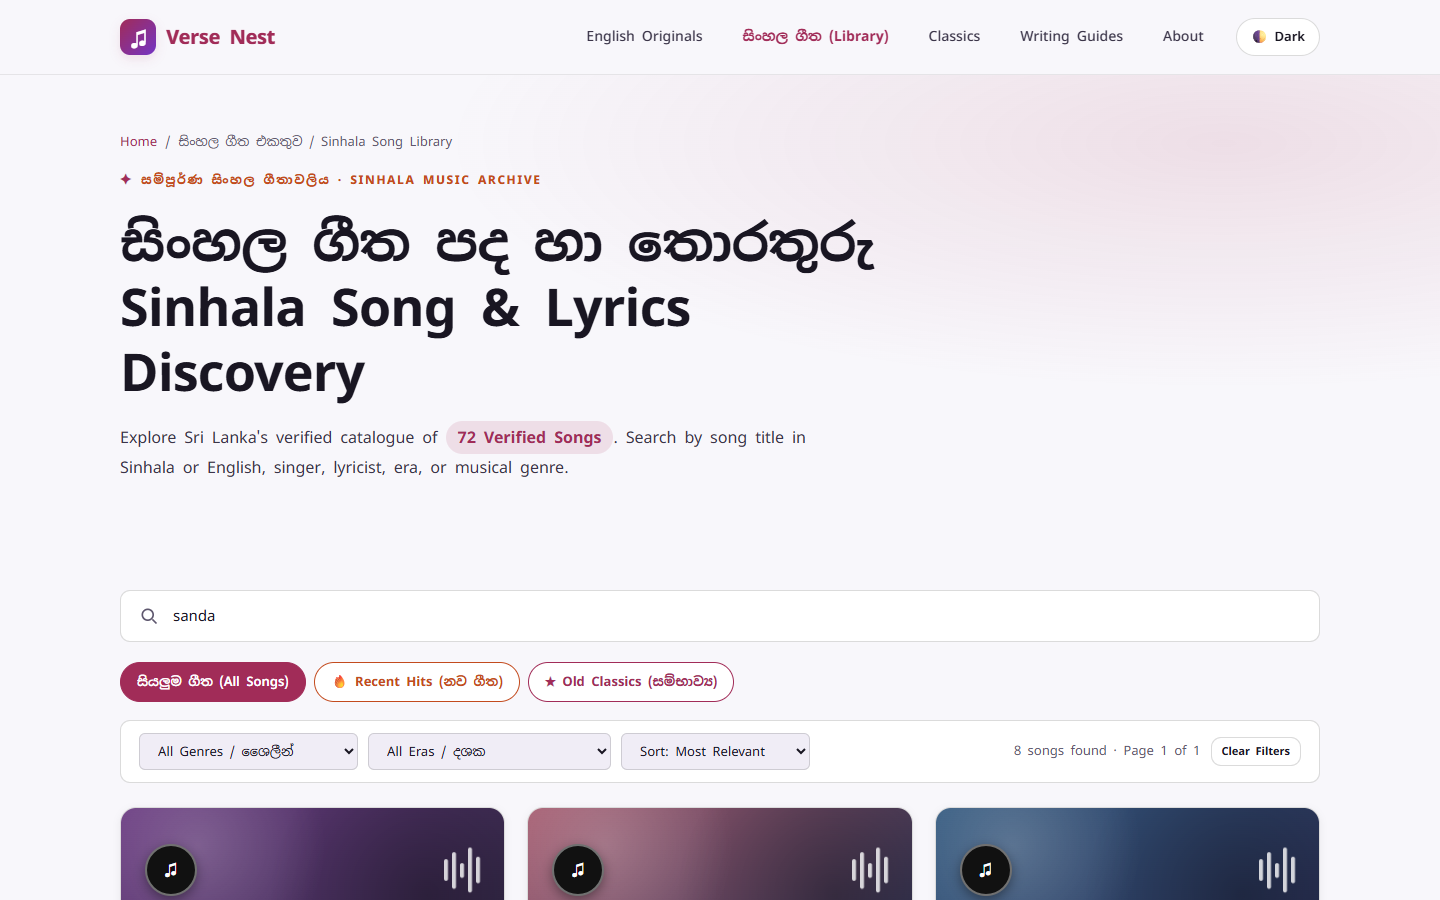 Verse Nest
English Originals
සිංහල ගීත (Library)
Classics
Writing Guides
About
Dark
Home / සිංහල ගීත එකතුව / Sinhala Song Library
✦ සම්පූර්ණ සිංහල ගීතාවලිය · SINHALA MUSIC ARCHIVE
සිංහල ගීත පද හා තොරතුරු
Sinhala Song & Lyrics
Discovery
Explore Sri Lanka's verified catalogue of 72 Verified Songs. Search by song title in
Sinhala or English, singer, lyricist, era, or musical genre.
sanda
සියලුම ගීත (All Songs)
Recent Hits (නව ගීත)
★ Old Classics (සම්භාව්‍ය)
All Genres / ශෛලීන්
All Eras / දශක
Sort: Most Relevant
8 songs found · Page 1 of 1
Clear Filters